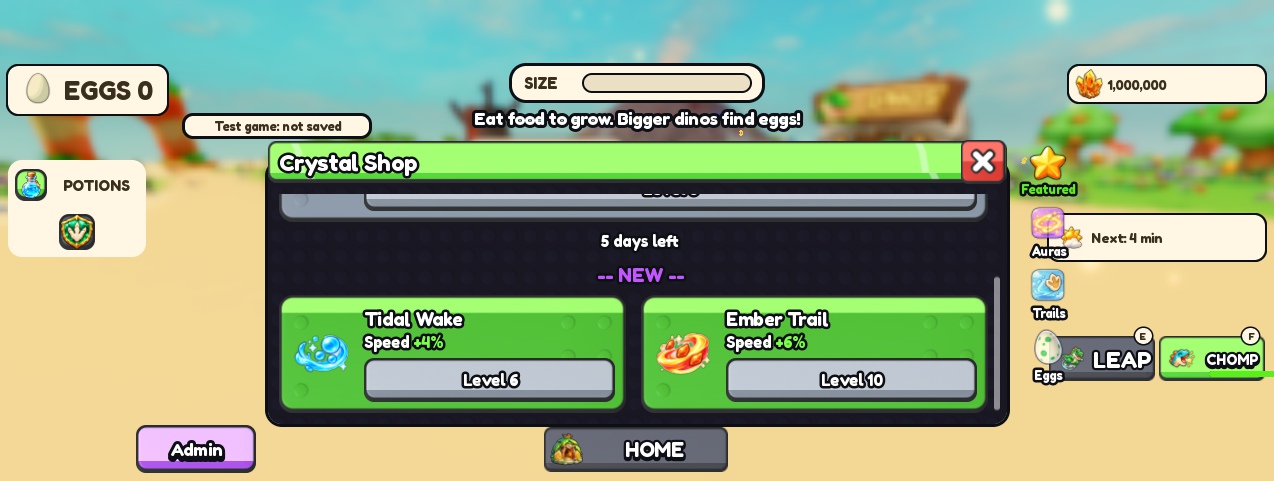 EGGS 0
SIZE
1,000,000
Eat food to grow. Bigger dinos find eggs!
Test game: not saved
Crystal Shop
POTIONS
Featured
5 days left
Next: 4 min
Auras
-- NEW --
Trails
Tidal Wake
Speed +4%
Level 6
Ember Trail
Speed +6%
Level 10
E
LEAP
F
CHOMP
Eggs
Admin
HOME